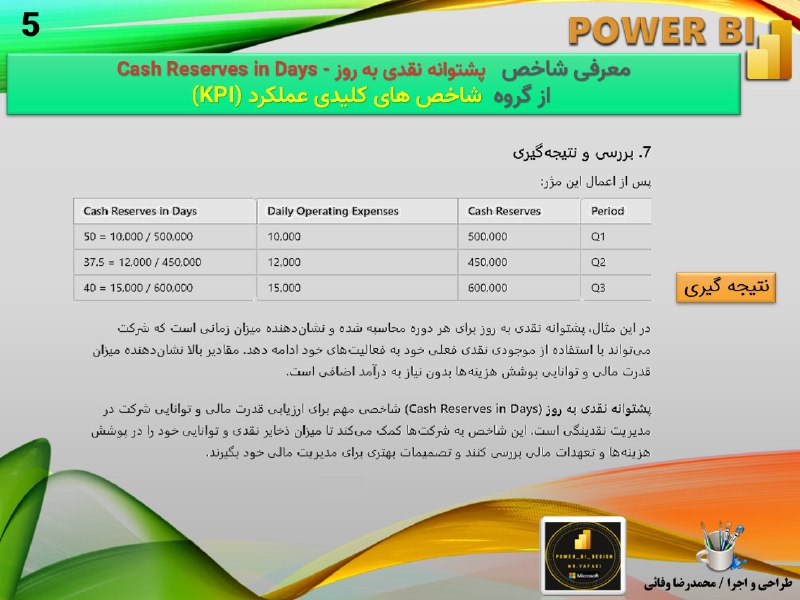 5
POWER BI
معرفی شاخص پشتوانه نقدی به روز - Cash Reserves in Days
از گروه شاخص های کلیدی عملکرد (KPI)
7. بررسی و نتیجه‌گیری
پس از اعمال این مژر:
Period Cash Reserves Daily Operating Expenses Cash Reserves in Days
Q1 500,000 10,000 500,000 / 10,000 = 50
Q2 450,000 12,000 450,000 / 12,000 = 37.5
Q3 600,000 15,000 600,000 / 15,000 = 40
نتیجه گیری
در این مثال، پشتوانه نقدی به روز برای هر دوره محاسبه شده و نشان‌دهنده میزان زمانی است که شرکت
می‌تواند با استفاده از موجودی نقدی فعلی خود به فعالیت‌های خود ادامه دهد. مقادیر بالا نشان‌دهنده میزان
قدرت مالی و توانایی پوشش هزینه‌ها بدون نیاز به درآمد اضافی است.
پشتوانه نقدی به روز (Cash Reserves in Days) شاخصی مهم برای ارزیابی قدرت مالی و توانایی شرکت در
مدیریت نقدینگی است. این شاخص به شرکت‌ها کمک می‌کند تا میزان ذخایر نقدی و توانایی خود را در پوشش
هزینه‌ها و تعهدات مالی بررسی کنند و تصمیمات بهتری برای مدیریت مالی خود بگیرند.
POWER_BI_DESIGN
MR.VAFAEI
Microsoft
طراحی و اجرا / محمدرضا وفائی